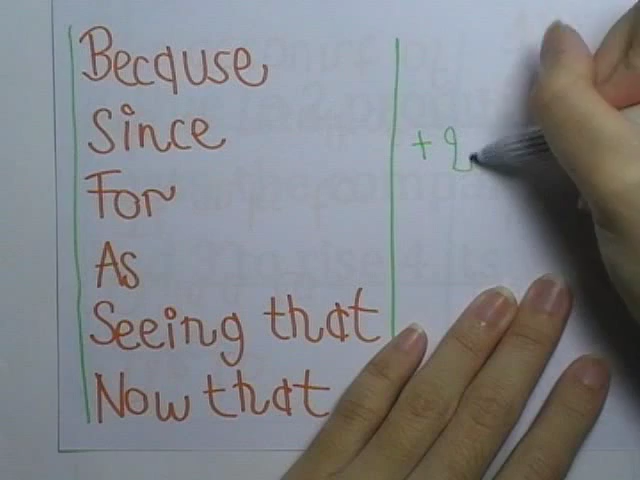 Because
Since
+
For
As
Seeing that
Now that